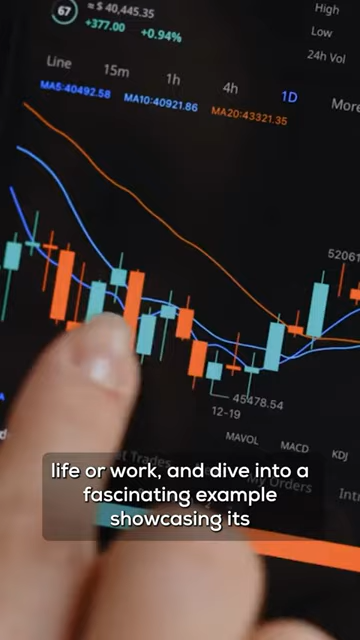 67
≈ $ 40,445.35
+377.00 +0.94%
High
Low
24h Vol
Line 15m 1h 4h 1D More
MA5:40492.58 MA10:40921.86 MA20:43321.35
52061
45478.54
12-19
MAVOL MACD KDJ
Trades
My Orders
life or work, and dive into a
fascinating example
showcasing its